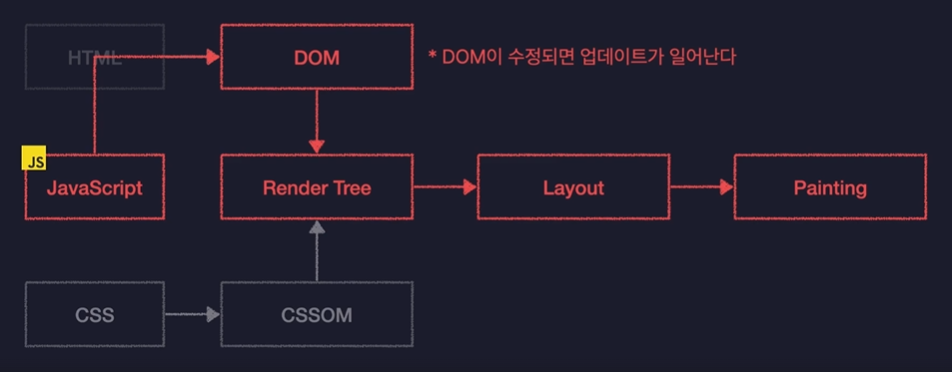 HTML
DOM
* DOM이 수정되면 업데이트가 일어난다
JS
JavaScript
Render Tree
Layout
Painting
CSS
CSSOM